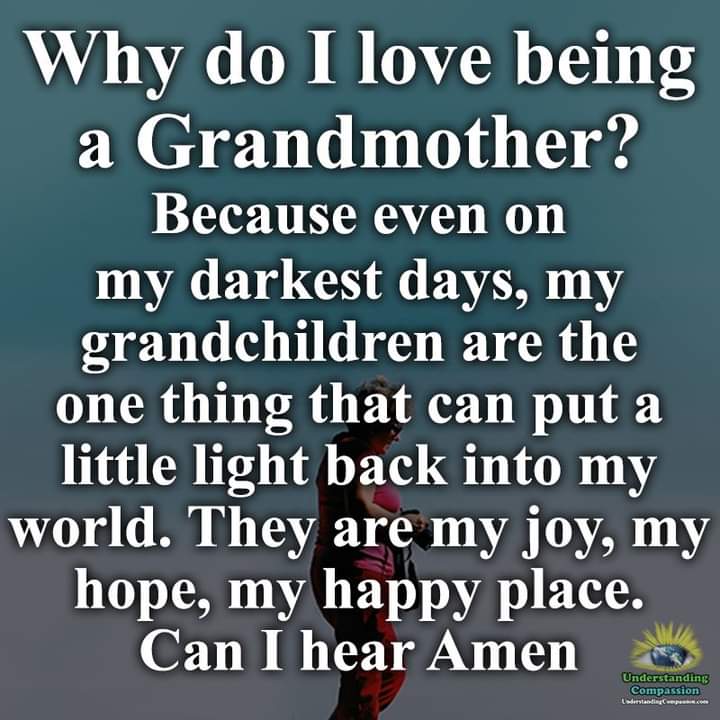 Why do I love being
a Grandmother?
Because even on
my darkest days, my
grandchildren are the
one thing that can put a
little light back into my
world. They are my joy, my
hope, my happy place.
Can I hear Amen
Understanding
Compassion
UnderstandingCompassion.com